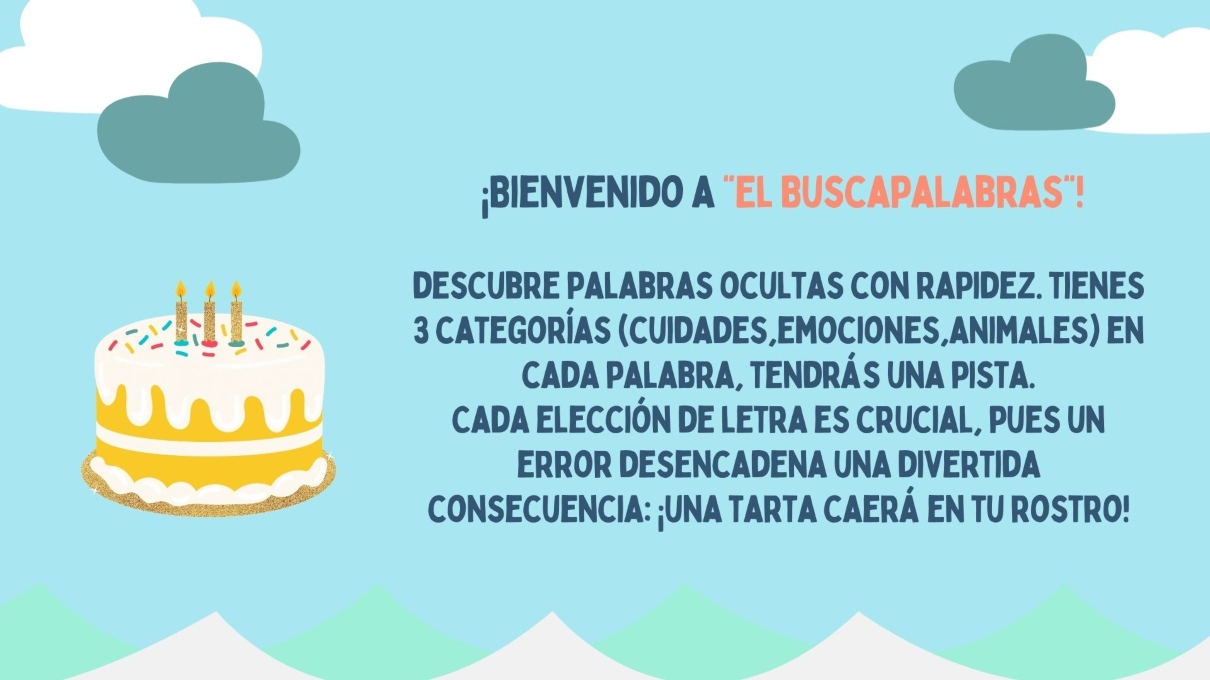 ¡BIENVENIDO A "EL BUSCAPALABRAS"!
DESCUBRE PALABRAS OCULTAS CON RAPIDEZ. TIENES
3 CATEGORÍAS (CUIDADES,EMOCIONES,ANIMALES) EN
CADA PALABRA, TENDRÁS UNA PISTA.
CADA ELECCIÓN DE LETRA ES CRUCIAL, PUES UN
ERROR DESENCADENA UNA DIVERTIDA
CONSECUENCIA: ¡UNA TARTA CAERÁ EN TU ROSTRO!